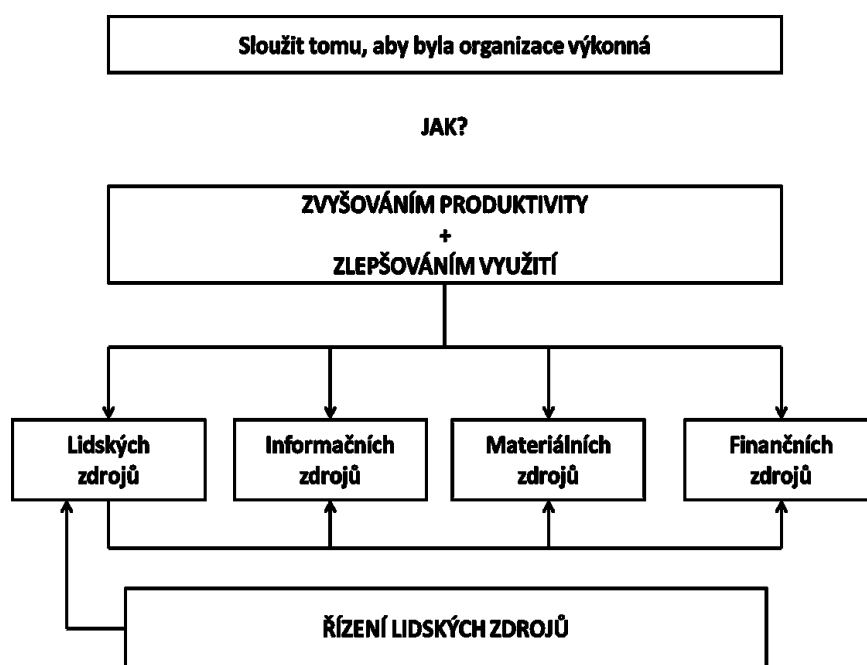 Sloužit tomu, aby byla organizace výkonná
JAK?
ZVYŠOVÁNÍM PRODUKTIVITY
+
ZLEPŠOVÁNÍM VYUŽITÍ
Lidských
zdrojů
Informačních
zdrojů
Materiálních
zdrojů
Finančních
zdrojů
ŘÍZENÍ LIDSKÝCH ZDROJŮ